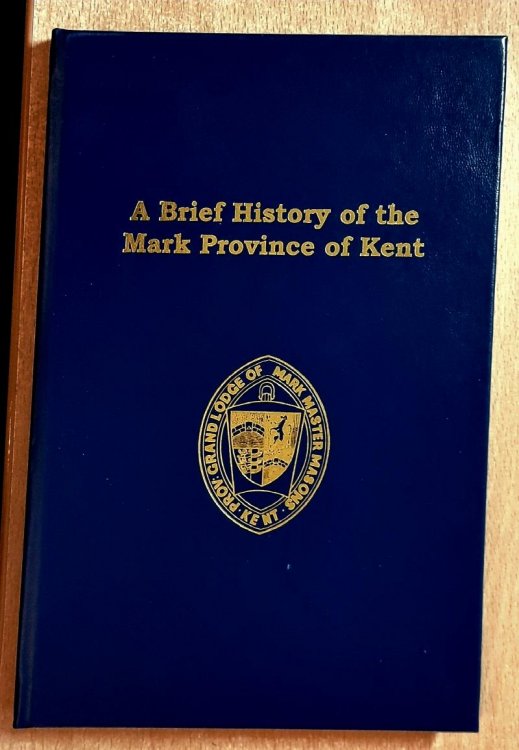 A Brief History of the
Mark Province of Kent
PROV. GRAND LODGE OF MARK MASTER MASONS
· KENT ·